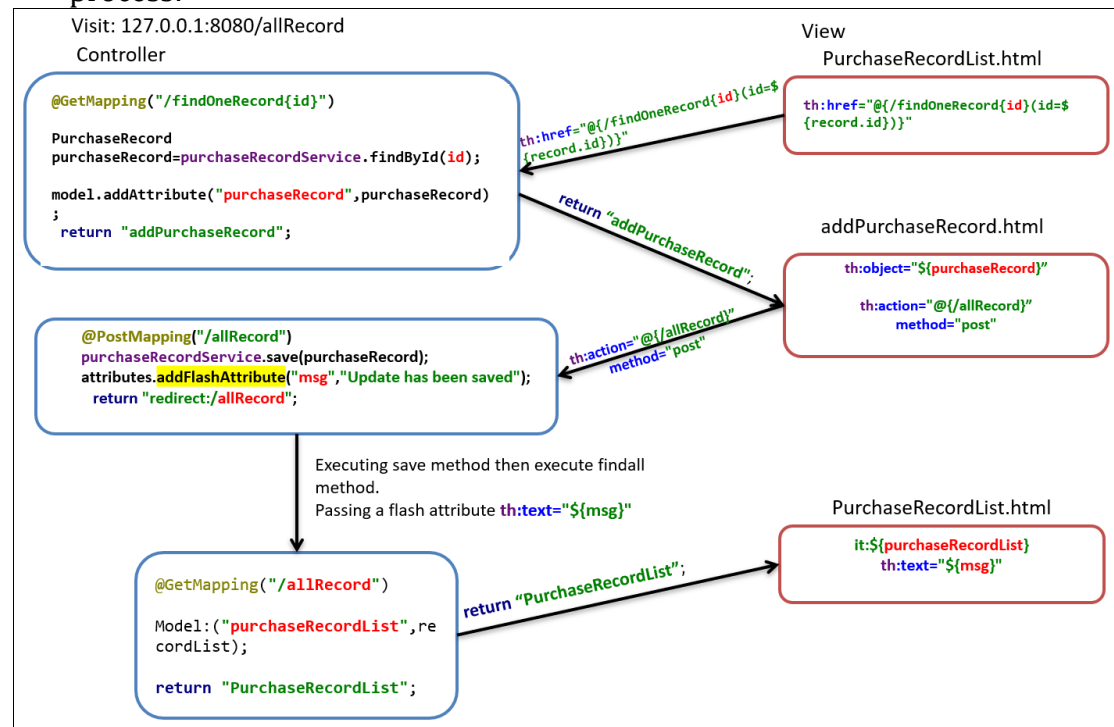 process.
Visit: 127.0.0.1:8080/allRecord
Controller
View
PurchaseRecordList.html
@GetMapping("/findOneRecord{id}")
PurchaseRecord
purchaseRecord=purchaseRecordService.findById(id);
model.addAttribute("purchaseRecord",purchaseRecord)
;
return "addPurchaseRecord";
th:href="@{/findOneRecord{id}(id=$
{record.id})}"
th:href="@{/findOneRecord{id}(id=$
{record.id})}"
return "addPurchaseRecord";
addPurchaseRecord.html
th:object="${purchaseRecord}”
th:action="@{/allRecord}”
method="post"
th:action="@{/allRecord}”
method="post"
@PostMapping("/allRecord")
purchaseRecordService.save(purchaseRecord);
attributes.addFlashAttribute("msg","Update has been saved");
return "redirect:/allRecord";
Executing save method then execute findall
method.
Passing a flash attribute th:text="${msg}"
@GetMapping("/allRecord")
Model:("purchaseRecordList",re
cordList);
return "PurchaseRecordList";
return “PurchaseRecordList”;
PurchaseRecordList.html
it:${purchaseRecordList}
th:text="${msg}"